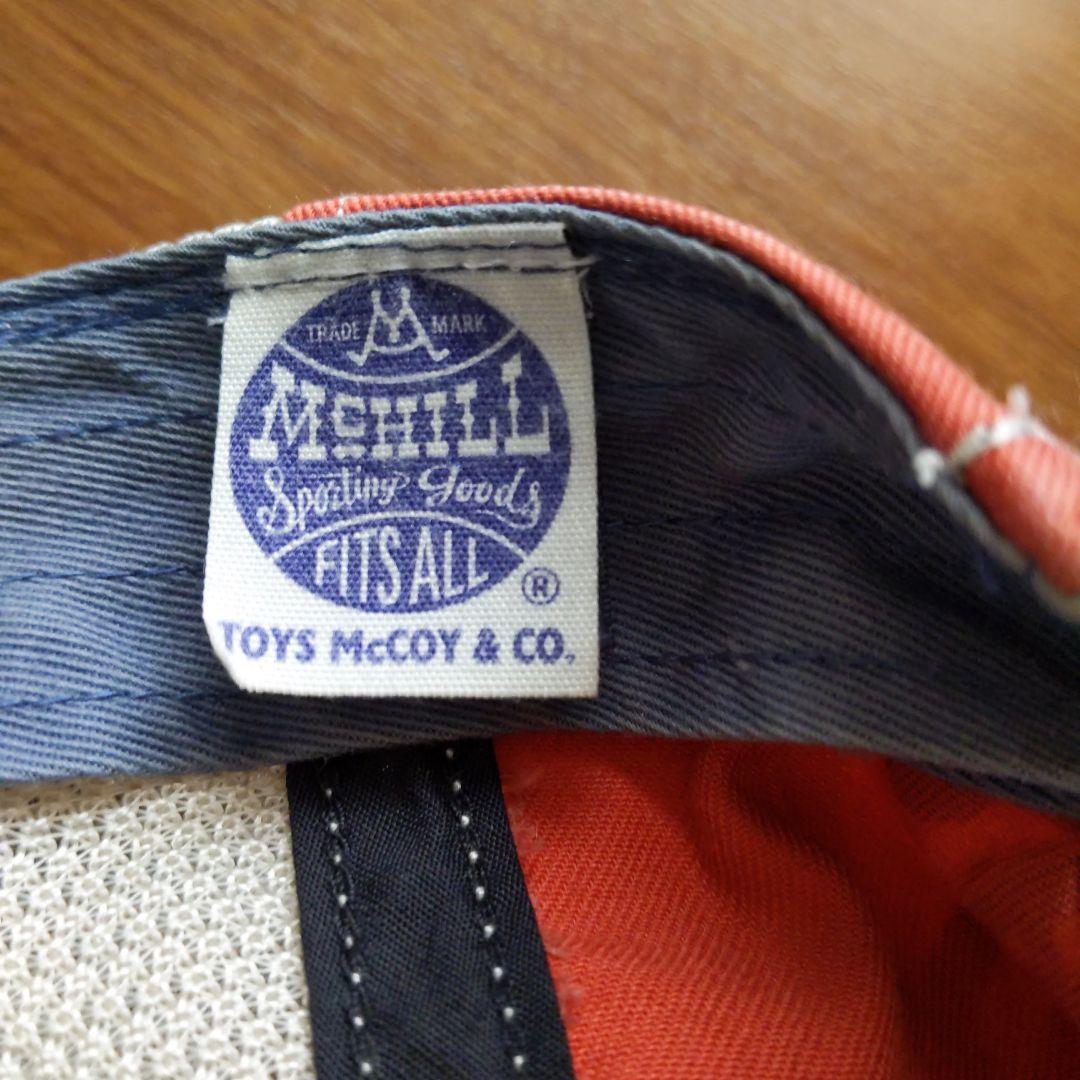 TRADE MARK
McHILL
Sporting Goods
FITS ALL ®
TOYS McCOY & CO.